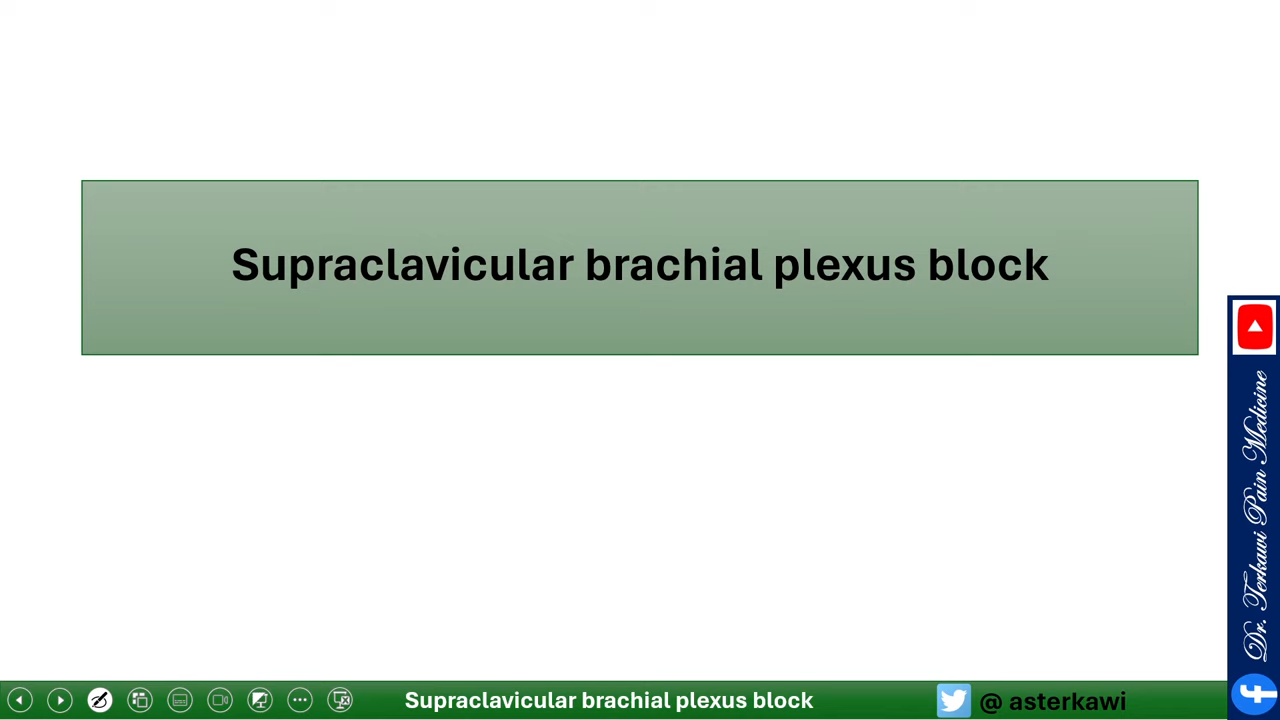 Supraclavicular brachial plexus block
Dr. Terkawi Pain Medicine
Supraclavicular brachial plexus block
@ asterkawi